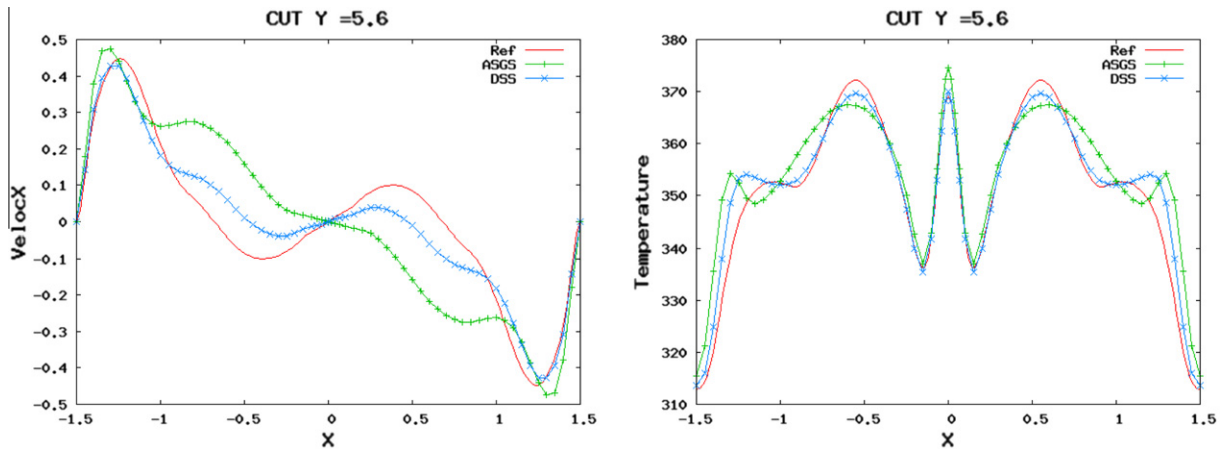 CUT Y =5.6
0.5
0.4
0.3
0.2
0.1
0
-0.1
-0.2
-0.3
-0.4
-0.5
VelocX
Ref
ASGS
DSS
-1.5 -1 -0.5 0 0.5 1 1.5
X
CUT Y =5.6
380
370
360
350
340
330
320
310
Temperature
Ref
ASGS
DSS
-1.5 -1 -0.5 0 0.5 1 1.5
X